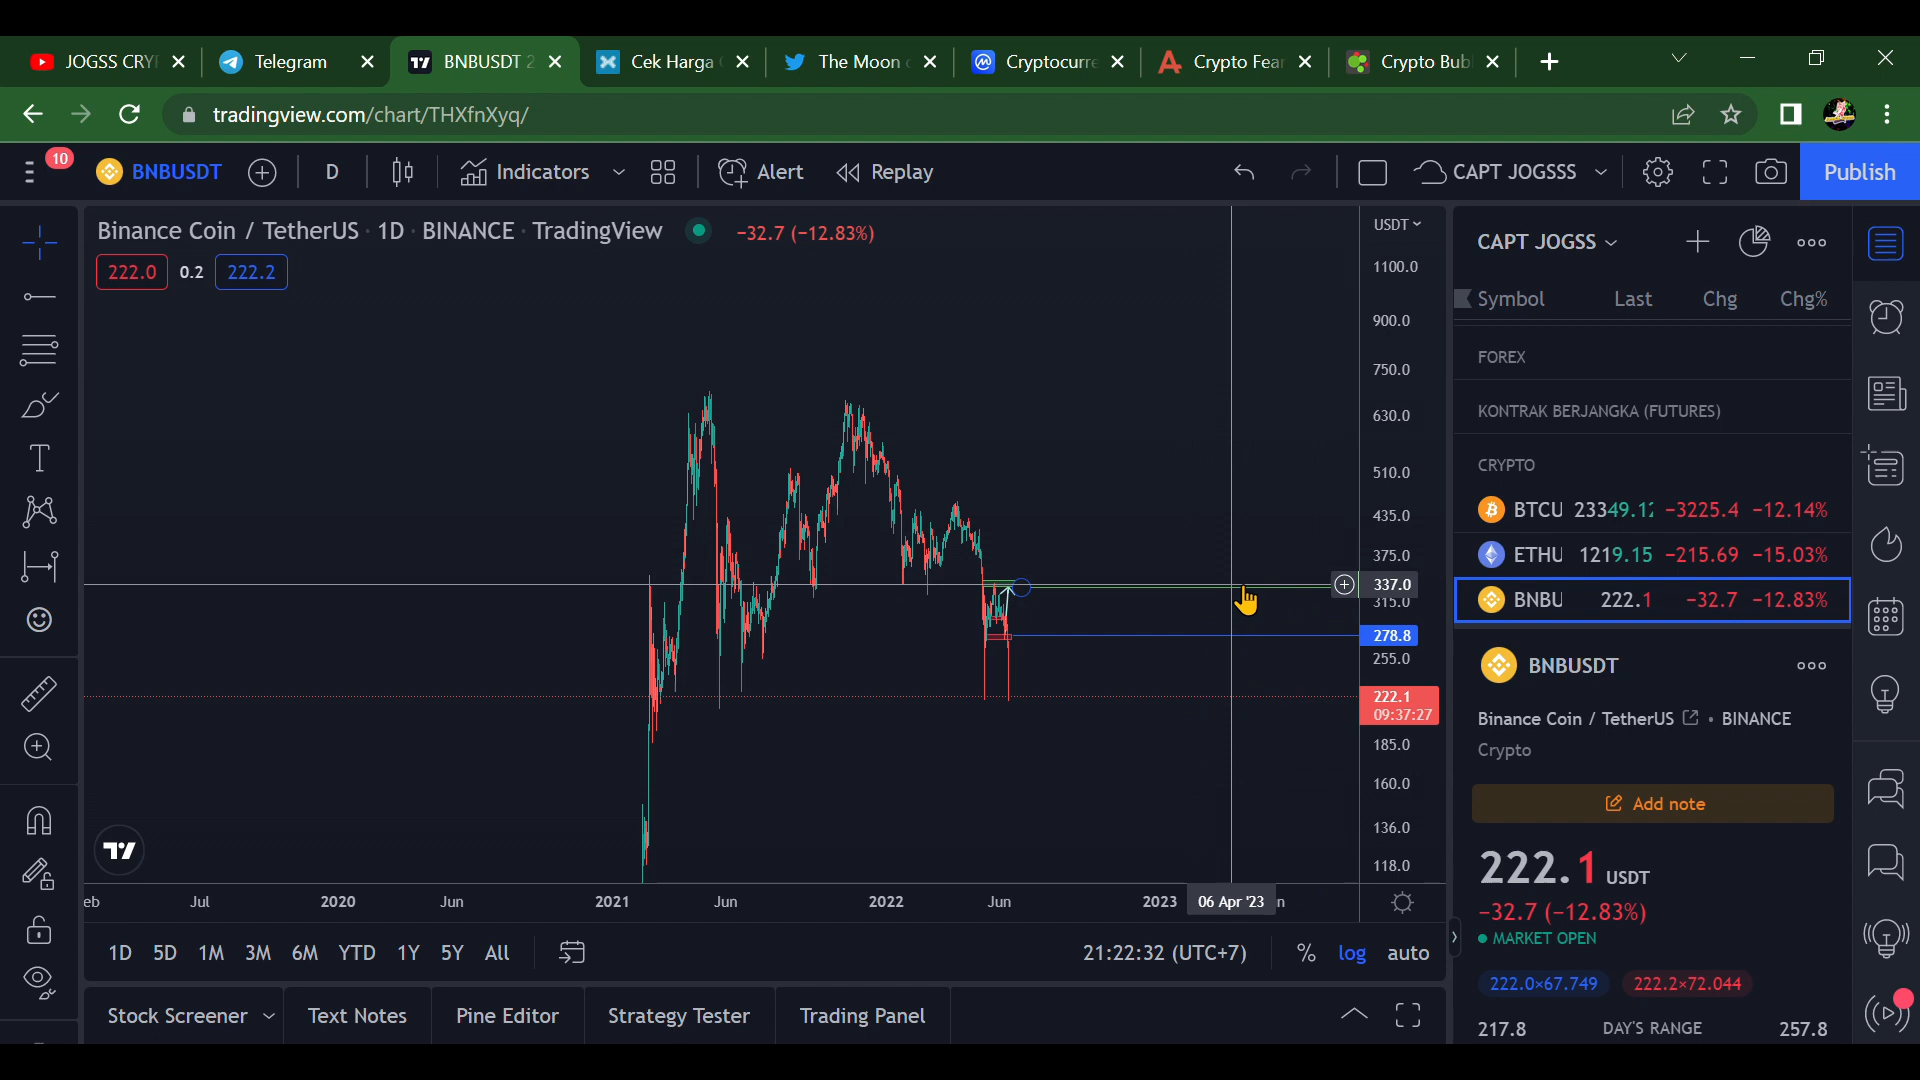 JOGSS CRY
Telegram
BNBUSDT 2
Cek Harga
The Moon
Cryptocurre
Crypto Fear
Crypto Bubl
tradingview.com/chart/THXfnXyq/
10
BNBUSDT
D
Indicators
Alert
Replay
CAPT JOGSSS
Publish
Binance Coin / TetherUS · 1D · BINANCE · TradingView
−32.7 (−12.83%)
222.0
0.2
222.2
USDT
1100.0
900.0
750.0
630.0
510.0
435.0
375.0
337.0
315.0
278.8
255.0
222.1
09:37:27
185.0
160.0
136.0
118.0
eb
Jul
2020
Jun
2021
Jun
2022
Jun
2023
06 Apr '23
n
1D
5D
1M
3M
6M
YTD
1Y
5Y
All
21:22:32 (UTC+7)
%
log
auto
Stock Screener
Text Notes
Pine Editor
Strategy Tester
Trading Panel
CAPT JOGSS
Symbol Last Chg Chg%
FOREX
KONTRAK BERJANGKA (FUTURES)
CRYPTO
BTCU 23349.12 −3225.4 −12.14%
ETHU 1219.15 −215.69 −15.03%
BNBU 222.1 −32.7 −12.83%
BNBUSDT
Binance Coin / TetherUS · BINANCE
Crypto
Add note
222.1 USDT
−32.7 (−12.83%)
MARKET OPEN
222.0×67.749 222.2×72.044
217.8 DAY'S RANGE 257.8